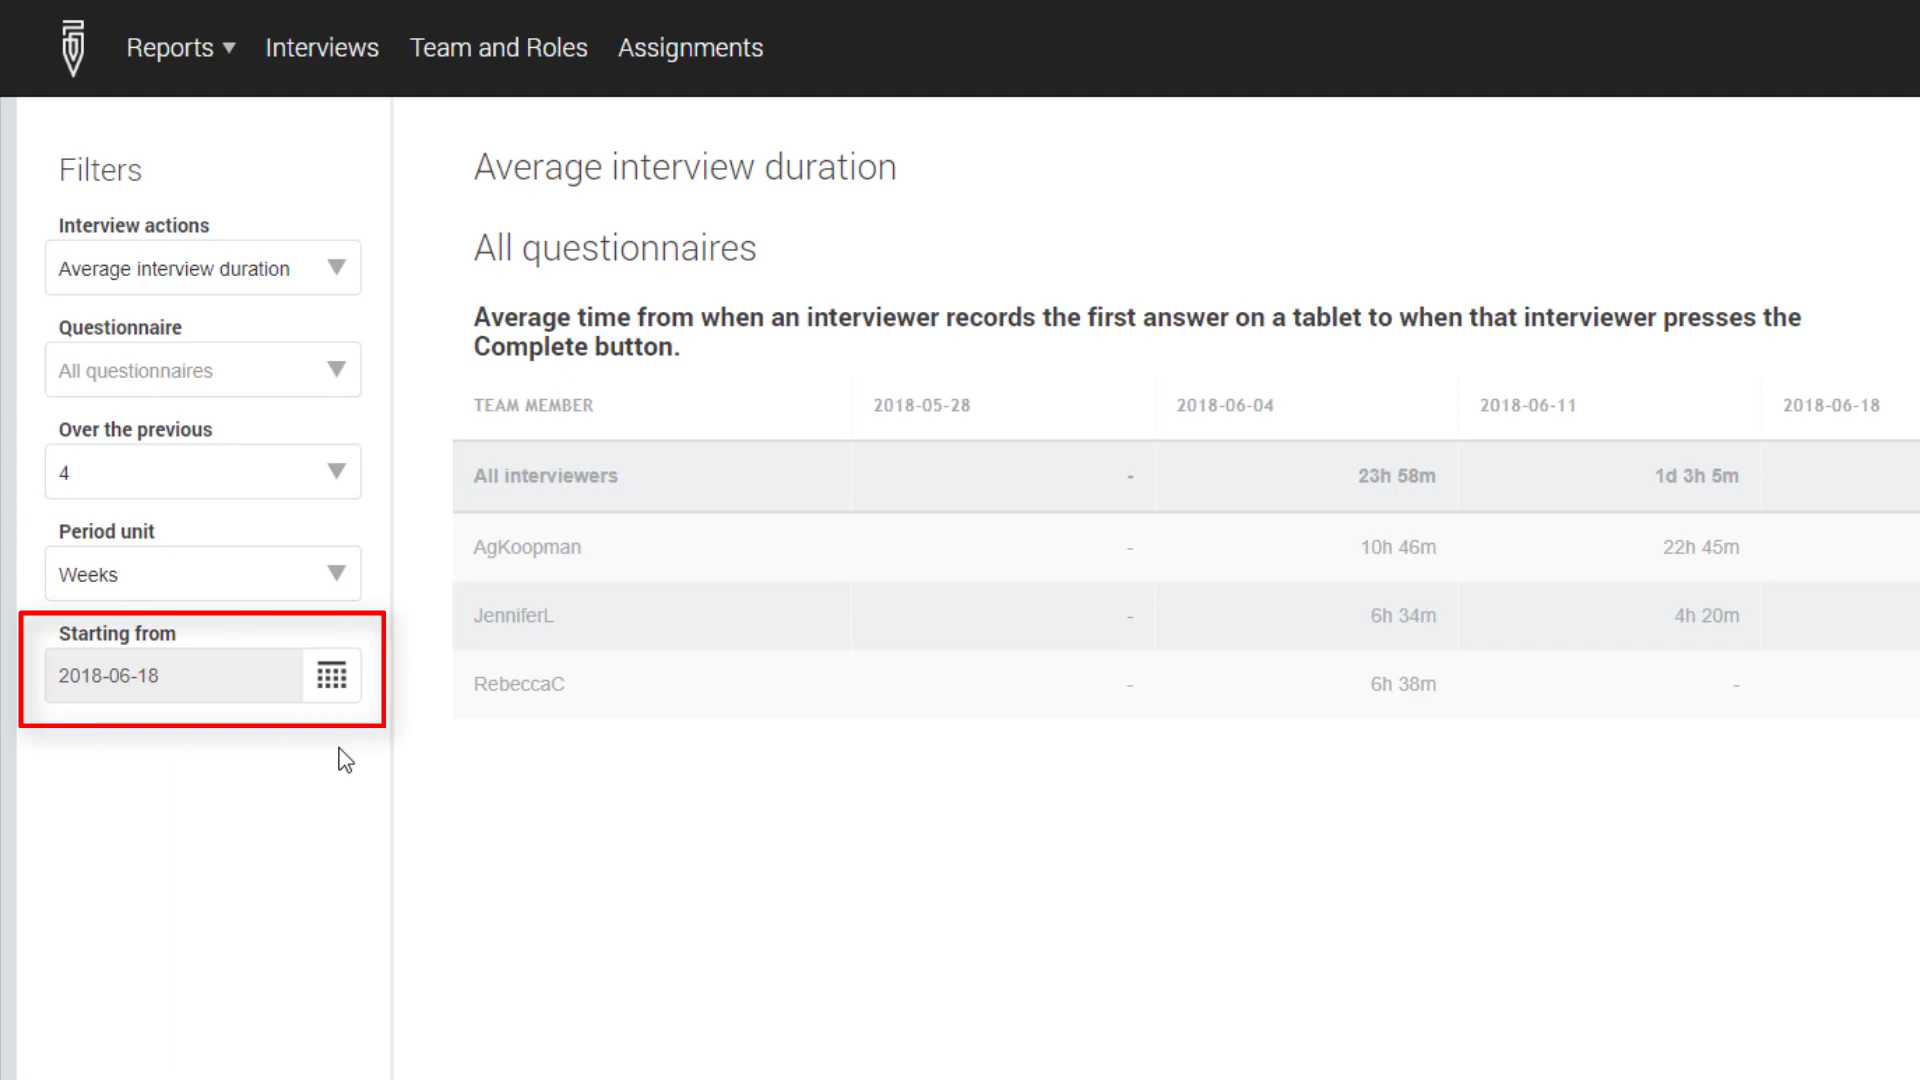 Reports ▼ Interviews Team and Roles Assignments
Filters
Interview actions
Average interview duration
Questionnaire
All questionnaires
Over the previous
4
Period unit
Weeks
Starting from
2018-06-18
Average interview duration
All questionnaires
Average time from when an interviewer records the first answer on a tablet to when that interviewer presses the
Complete button.
TEAM MEMBER 2018-05-28 2018-06-04 2018-06-11 2018-06-18
All interviewers - 23h 58m 1d 3h 5m
AgKoopman - 10h 46m 22h 45m
JenniferL - 6h 34m 4h 20m
RebeccaC - 6h 38m -